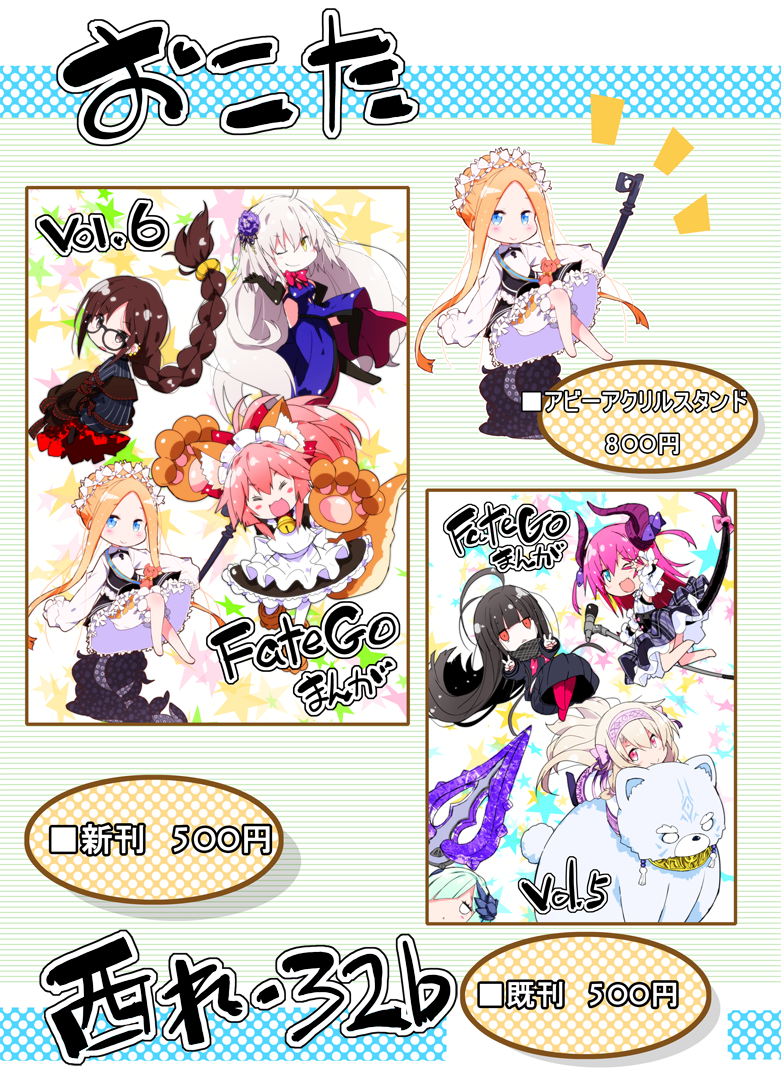 おこた
Vol.6
FateGo
まんが
■アビーアクリルスタンド
800円
FateGo
まんが
Vol.5
■新刊 500円
西れ-32b
■既刊 500円